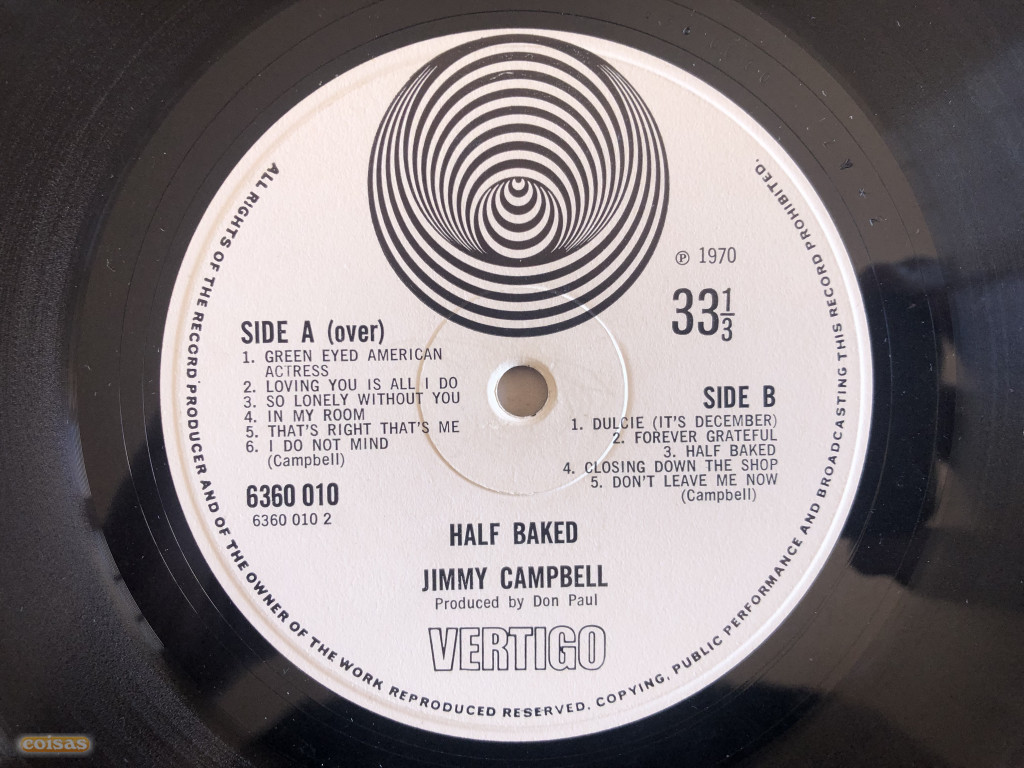 ℗ 1970
33⅓
SIDE A (over)
1. GREEN EYED AMERICAN
ACTRESS
2. LOVING YOU IS ALL I DO
3. SO LONELY WITHOUT YOU
4. IN MY ROOM
5. THAT'S RIGHT THAT'S ME
6. I DO NOT MIND
(Campbell)
6360 010
6360 010 2
SIDE B
1. DULCIE (IT'S DECEMBER)
2. FOREVER GRATEFUL
3. HALF BAKED
4. CLOSING DOWN THE SHOP
5. DON'T LEAVE ME NOW
(Campbell)
HALF BAKED
JIMMY CAMPBELL
Produced by Don Paul
VERTIGO
ALL RIGHTS OF THE RECORD PRODUCER AND OF THE OWNER OF THE WORK REPRODUCED RESERVED. COPYING, PUBLIC PERFORMANCE AND BROADCASTING THIS RECORD PROHIBITED.
coisas